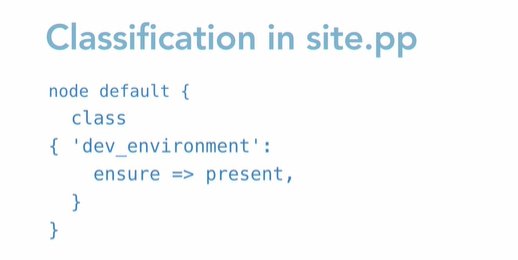 Classification in site.pp
node default {
  class
{ 'dev_environment':
    ensure => present,
  }
}